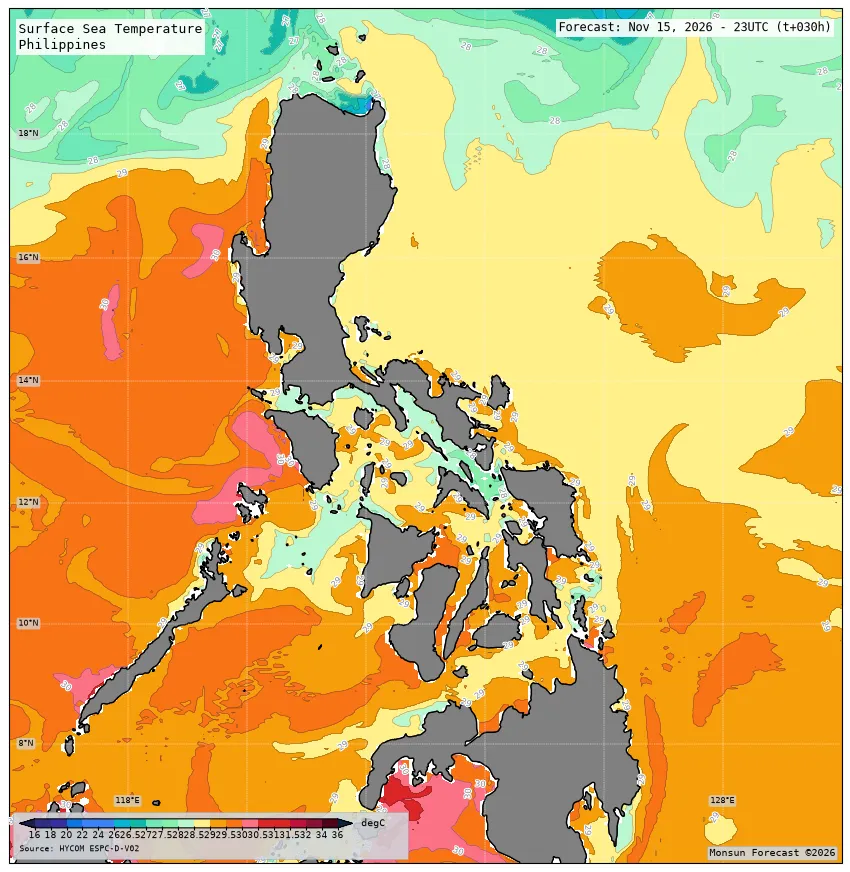 Surface Sea Temperature
Philippines
Forecast: Nov 15, 2026 - 23UTC (t+030h)
18°N
16°N
14°N
12°N
10°N
8°N
118°E
128°E
16 18 20 22 24 26 26.5 27 27.5 28 28.5 29 29.5 30 30.5 31 31.5 32 34 36 degC
Source: HYCOM ESPC-D-V02
Monsun Forecast ©2026